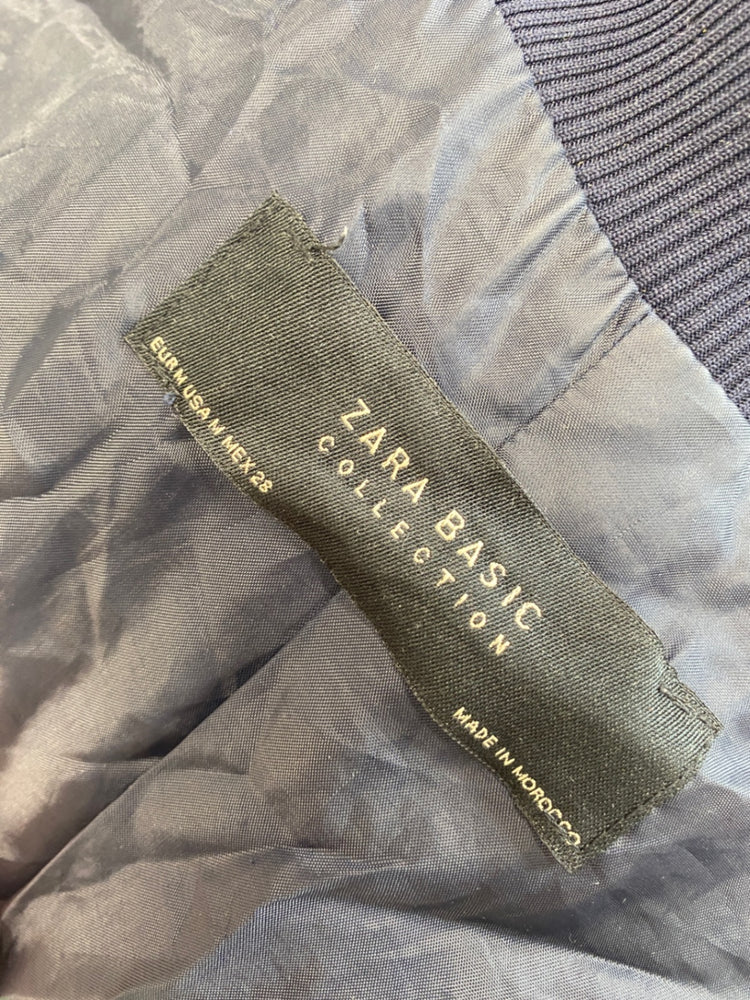 ZARA BASIC
COLLECTION
EUR M USA M MEX 28
MADE IN MOROCCO